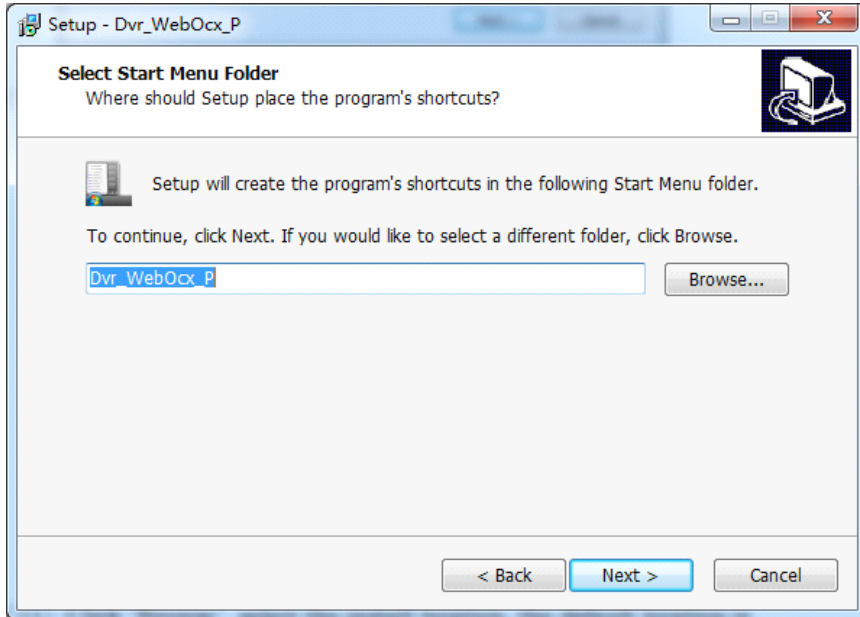 Setup - Dvr_WebOcx_P
Select Start Menu Folder
Where should Setup place the program's shortcuts?
Setup will create the program's shortcuts in the following Start Menu folder.
To continue, click Next. If you would like to select a different folder, click Browse.
Dvr_WebOcx_P
Browse...
< Back
Next >
Cancel